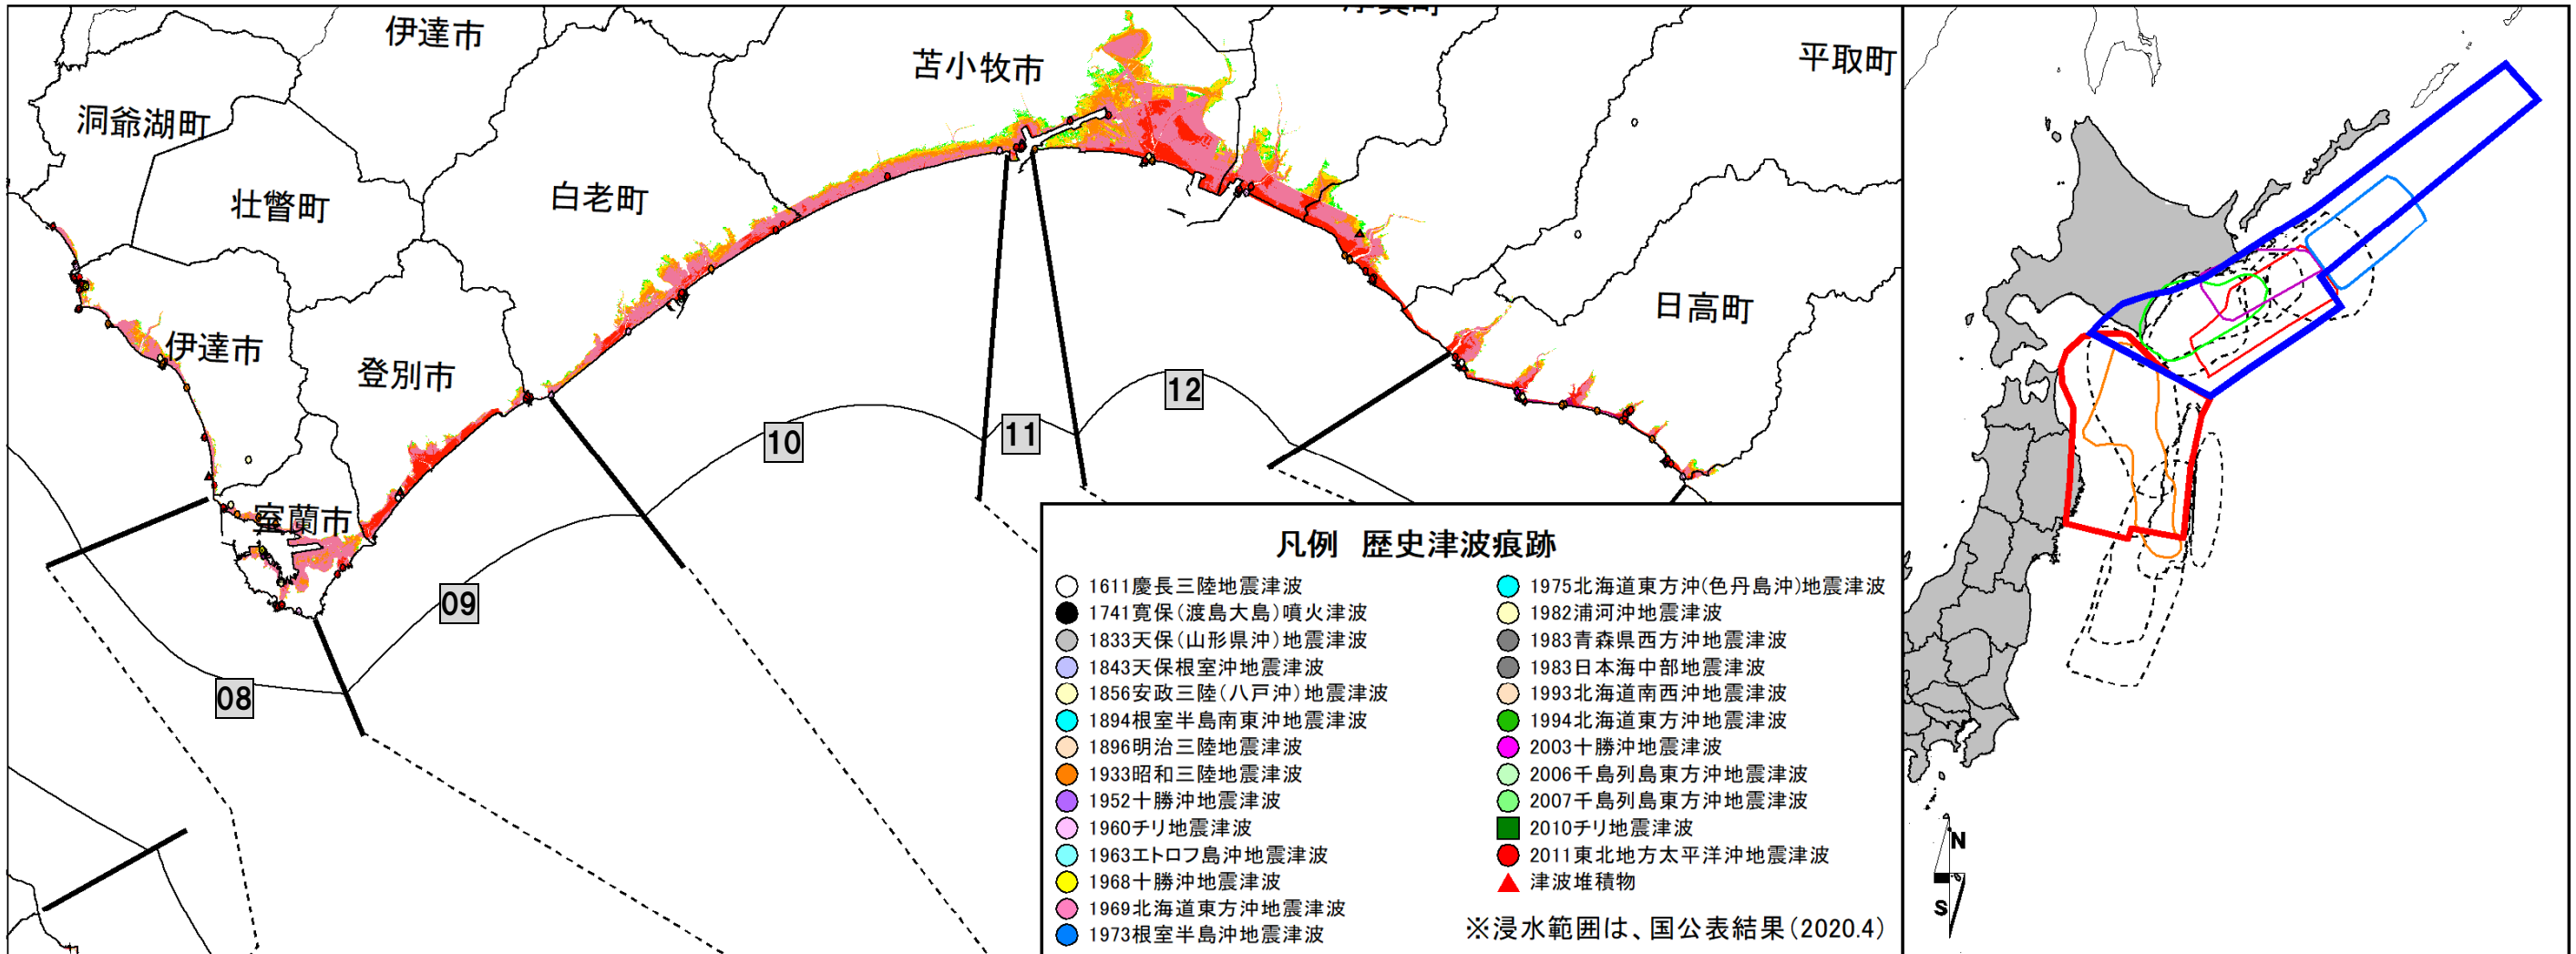 伊達市
洞爺湖町
壮瞥町
白老町
苫小牧市
平取町
日高町
伊達市
登別市
室蘭市
08
09
10
11
12
凡例 歴史津波痕跡
1611慶長三陸地震津波
1741寛保(渡島大島)噴火津波
1833天保(山形県沖)地震津波
1843天保根室沖地震津波
1856安政三陸(八戸沖)地震津波
1894根室半島南東沖地震津波
1896明治三陸地震津波
1933昭和三陸地震津波
1952十勝沖地震津波
1960チリ地震津波
1963エトロフ島沖地震津波
1968十勝沖地震津波
1969北海道東方沖地震津波
1973根室半島沖地震津波
1975北海道東方沖(色丹島沖)地震津波
1982浦河沖地震津波
1983青森県西方沖地震津波
1983日本海中部地震津波
1993北海道南西沖地震津波
1994北海道東方沖地震津波
2003十勝沖地震津波
2006千島列島東方沖地震津波
2007千島列島東方沖地震津波
2010チリ地震津波
2011東北地方太平洋沖地震津波
津波堆積物
※浸水範囲は、国公表結果(2020.4)
N
S